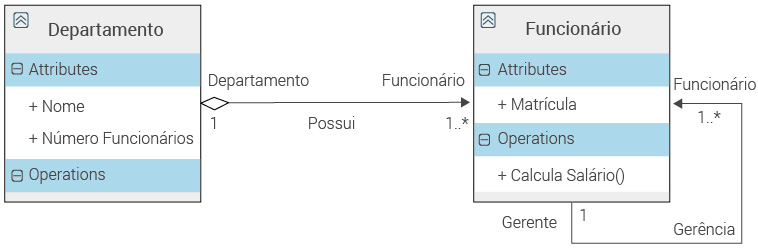 Departamento
Attributes
+ Nome
+ Número Funcionários
Operations
Departamento
Funcionário
1
Possui
1..*
Funcionário
Attributes
+ Matrícula
Operations
+ Calcula Salário()
Funcionário
1..*
Gerente
1
Gerência